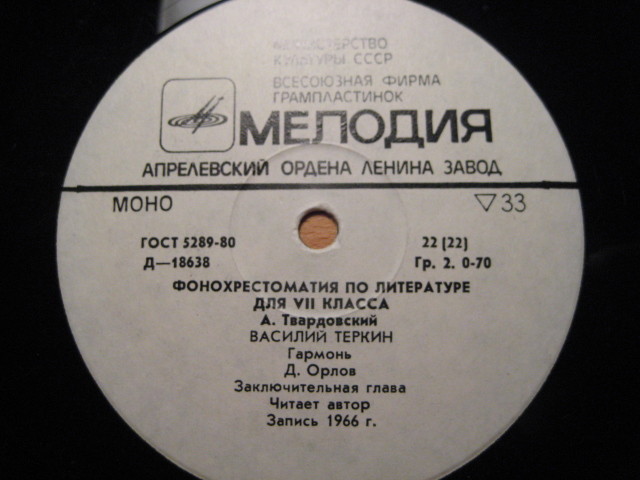 МИНИСТЕРСТВО
КУЛЬТУРЫ СССР
ВСЕСОЮЗНАЯ ФИРМА
ГРАМПЛАСТИНОК
МЕЛОДИЯ
АПРЕЛЕВСКИЙ ОРДЕНА ЛЕНИНА ЗАВОД
МОНО ▽33
ГОСТ 5289-80 22 (22)
Д—18638 Гр. 2. 0-70
ФОНОХРЕСТОМАТИЯ ПО ЛИТЕРАТУРЕ
ДЛЯ VII КЛАССА
А. Твардовский
ВАСИЛИЙ ТЕРКИН
Гармонь
Д. Орлов
Заключительная глава
Читает автор
Запись 1966 г.